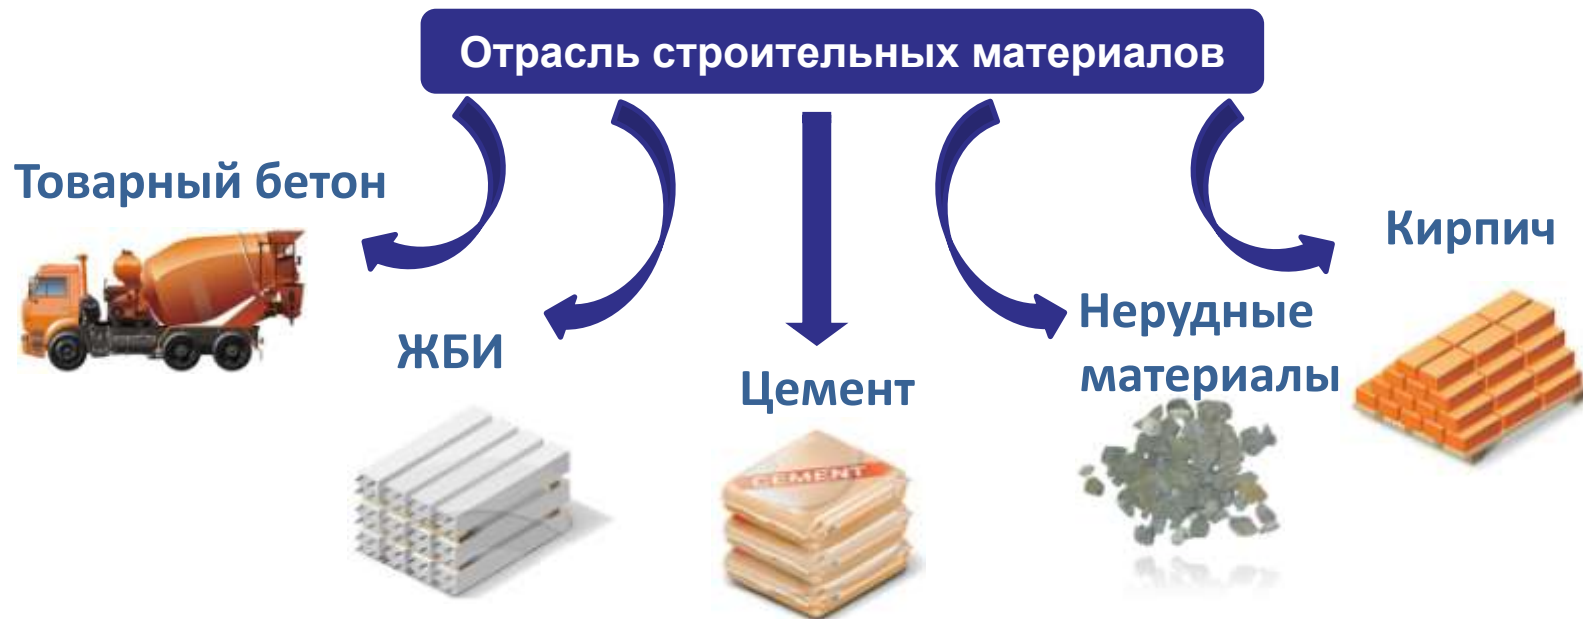 Отрасль строительных материалов
Товарный бетон
ЖБИ
Цемент
CEMENT
Нерудные
материалы
Кирпич